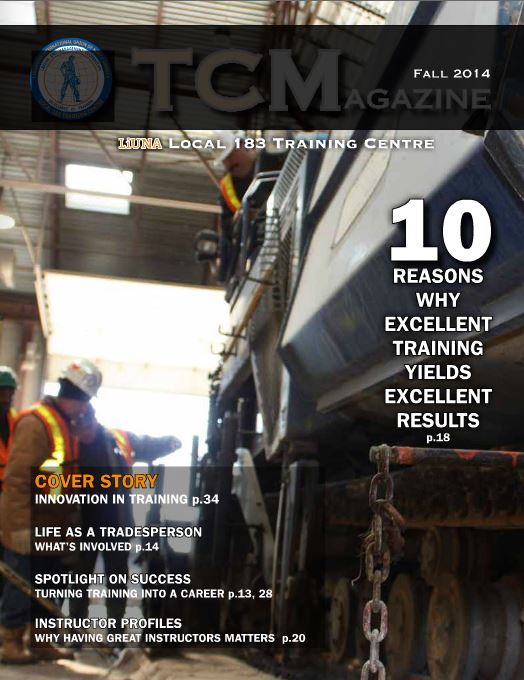 TCMAGAZINE
FALL 2014
LiUNA LOCAL 183 TRAINING CENTRE
10
REASONS
WHY
EXCELLENT
TRAINING
YIELDS
EXCELLENT
RESULTS
p.18
COVER STORY
INNOVATION IN TRAINING p.34
LIFE AS A TRADESPERSON
WHAT'S INVOLVED p.14
SPOTLIGHT ON SUCCESS
TURNING TRAINING INTO A CAREER p.13, 28
INSTRUCTOR PROFILES
WHY HAVING GREAT INSTRUCTORS MATTERS p.20